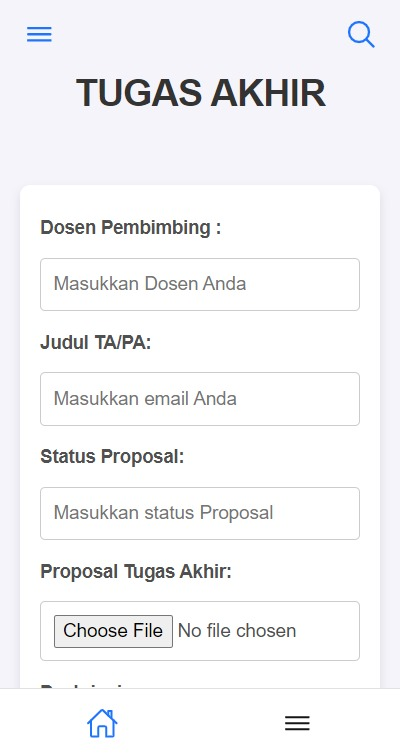 TUGAS AKHIR
Dosen Pembimbing :
Masukkan Dosen Anda
Judul TA/PA:
Masukkan email Anda
Status Proposal:
Masukkan status Proposal
Proposal Tugas Akhir:
Choose File No file chosen